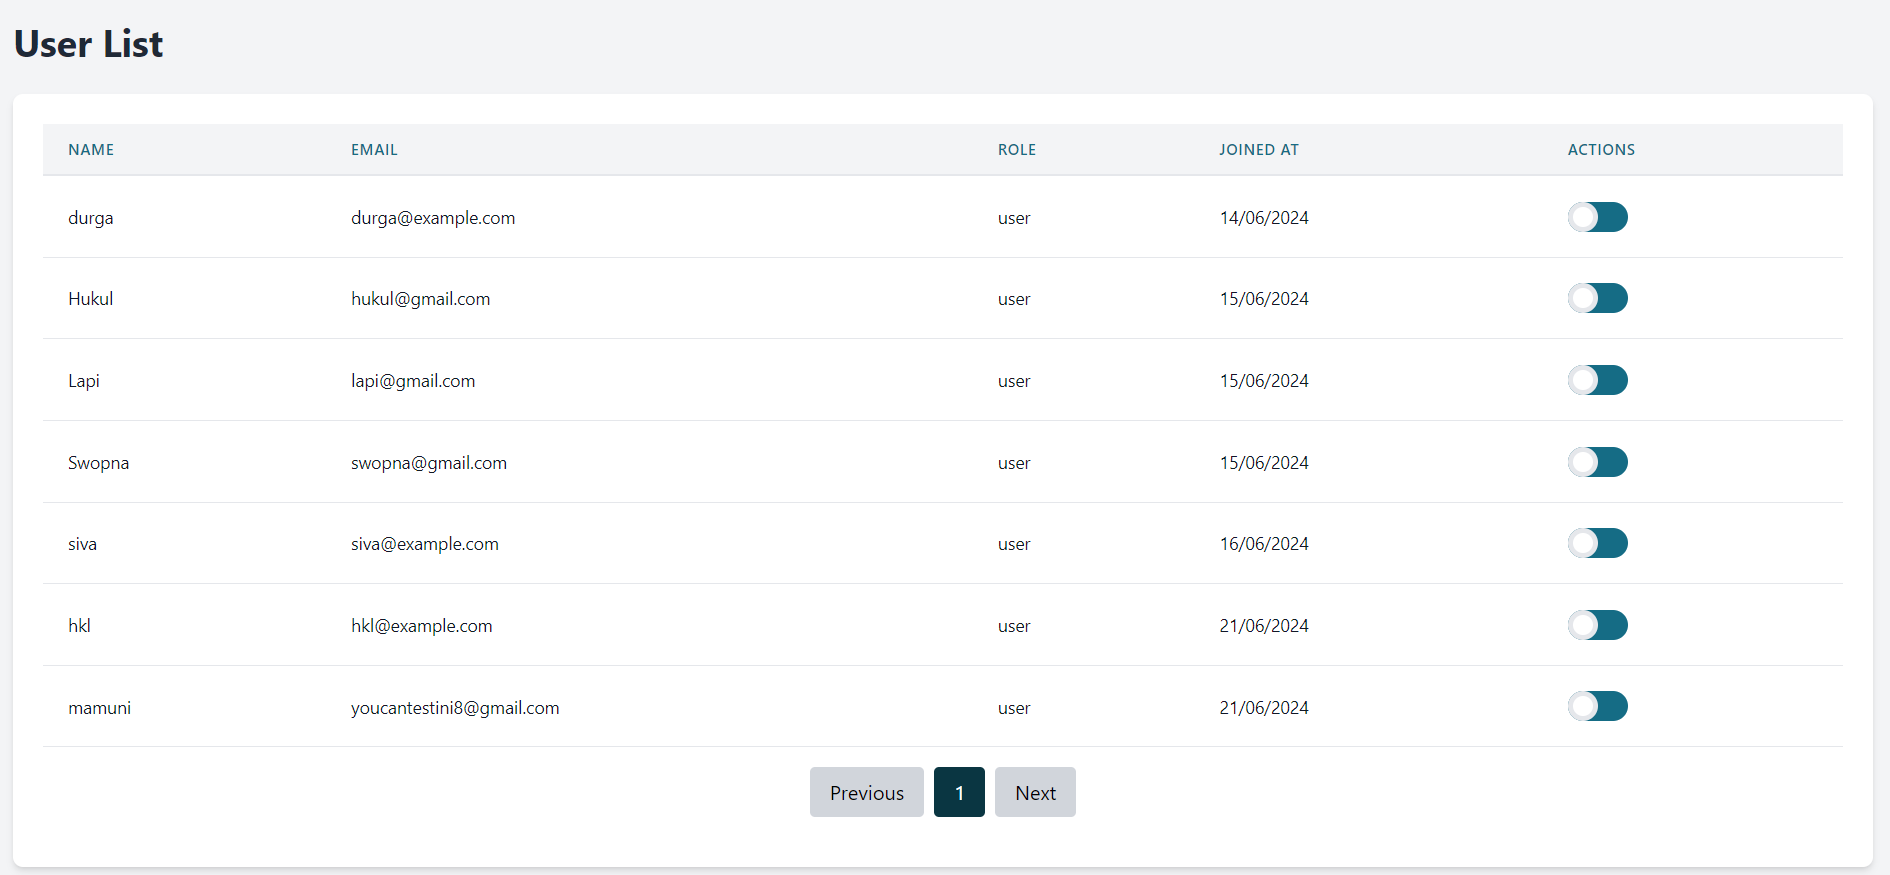 User List
NAME EMAIL ROLE JOINED AT ACTIONS
durga durga@example.com user 14/06/2024
Hukul hukul@gmail.com user 15/06/2024
Lapi lapi@gmail.com user 15/06/2024
Swopna swopna@gmail.com user 15/06/2024
siva siva@example.com user 16/06/2024
hkl hkl@example.com user 21/06/2024
mamuni youcantestini8@gmail.com user 21/06/2024
Previous 1 Next